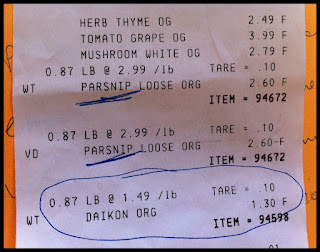 HERB THYME OG 2.49 F
TOMATO GRAPE OG 3.99 F
MUSHROOM WHITE OG 2.79 F
0.87 LB @ 2.99 /lb TARE = .10
WT PARSNIP LOOSE ORG 2.60 F
ITEM = 94672
0.87 LB @ 2.99 /lb TARE = .10
VD PARSNIP LOOSE ORG 2.60-F
ITEM = 94672
0.87 LB @ 1.49 /lb TARE = .10
WT DAIKON ORG 1.30 F
ITEM = 94598